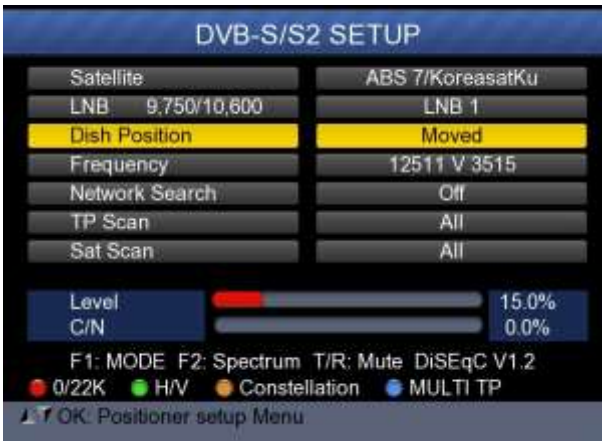 DVB-S/S2 SETUP
Satellite ABS 7/KoreasatKu
LNB 9,750/10,600 LNB 1
Dish Position Moved
Frequency 12511 V 3515
Network Search Off
TP Scan All
Sat Scan All
Level 15.0%
C/N 0.0%
F1: MODE F2: Spectrum T/R: Mute DiSEqC V1.2
0/22K H/V Constellation MULTI TP
OK: Positioner setup Menu